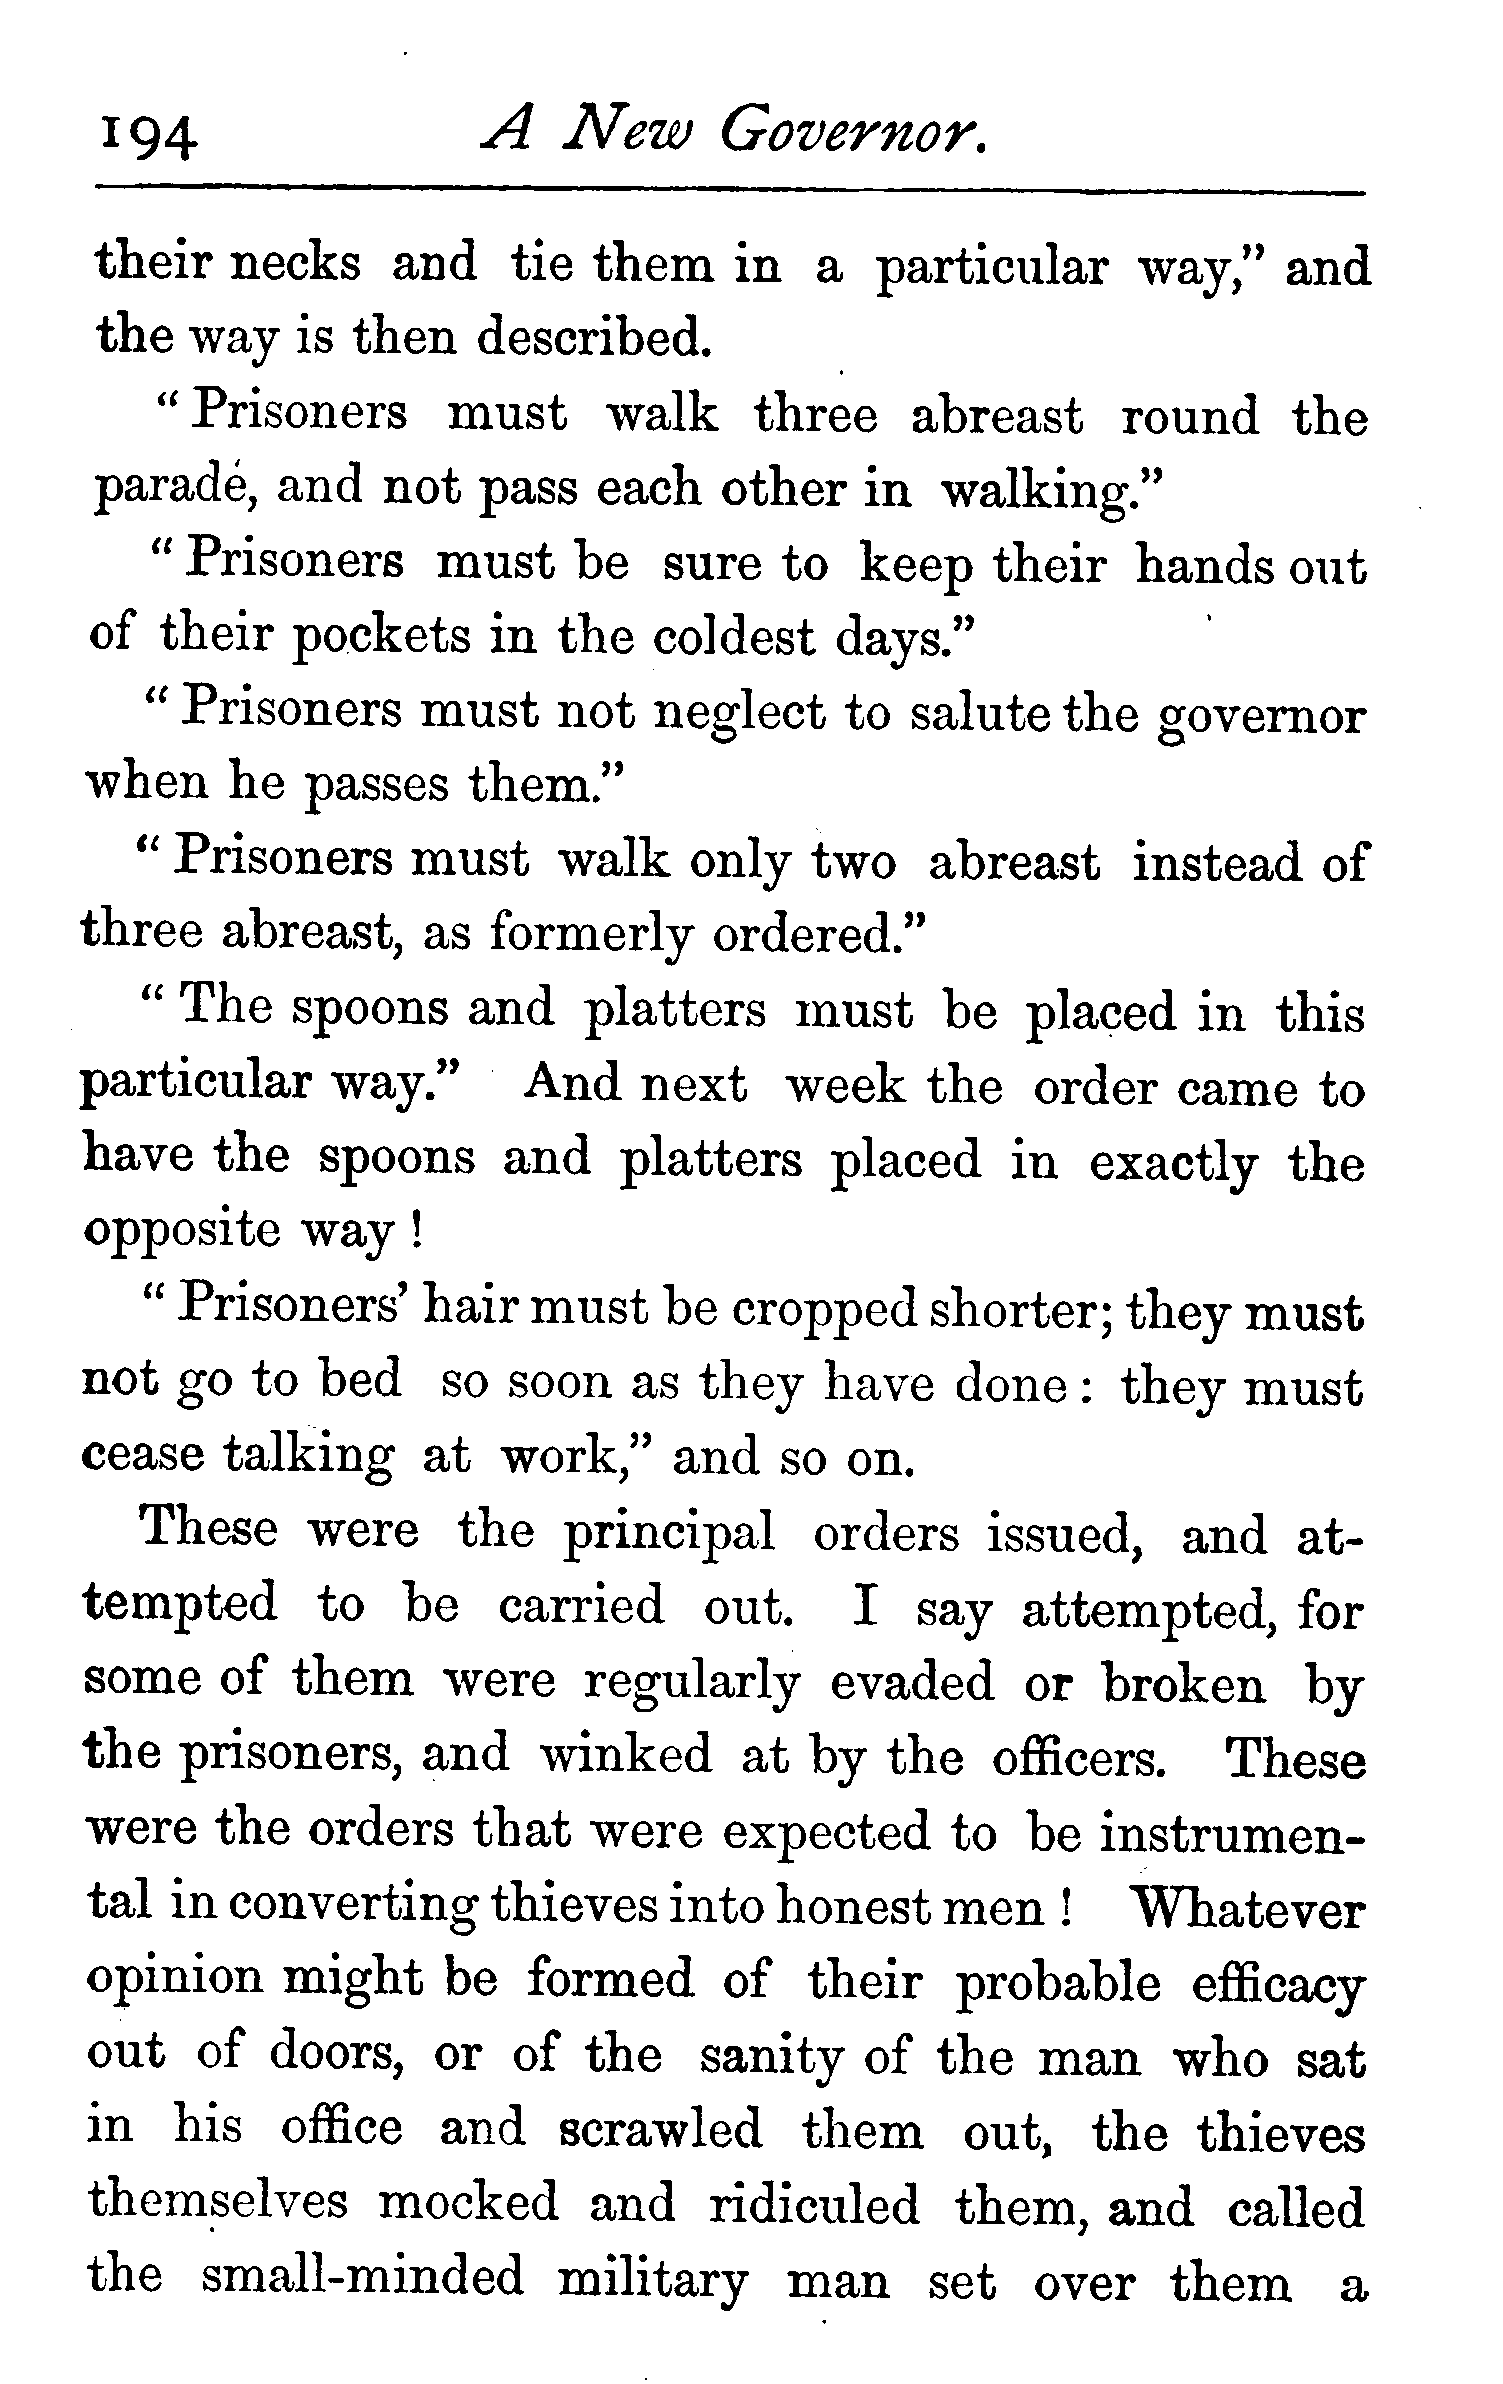 194 A New Governor.
their necks and tie them in a particular way,” and
the way is then described.
“ Prisoners must walk three abreast round the
parade, and not pass each other in walking.”
“ Prisoners must be sure to keep their hands out
of their pockets in the coldest days.”
“ Prisoners must not neglect to salute the governor
when he passes them.”
“ Prisoners must walk only two abreast instead of
three abreast, as formerly ordered.”
“ The spoons and platters must be placed in this
particular way.” And next week the order came to
have the spoons and platters placed in exactly the
opposite way !
“ Prisoners’ hair must be cropped shorter; they must
not go to bed so soon as they have done : they must
cease talking at work,” and so on.
These were the principal orders issued, and at-
tempted to be carried out. I say attempted, for
some of them were regularly evaded or broken by
the prisoners, and winked at by the officers. These
were the orders that were expected to be instrumen-
tal in converting thieves into honest men ! Whatever
opinion might be formed of their probable efficacy
out of doors, or of the sanity of the man who sat
in his office and scrawled them out, the thieves
themselves mocked and ridiculed them, and called
the small-minded military man set over them a